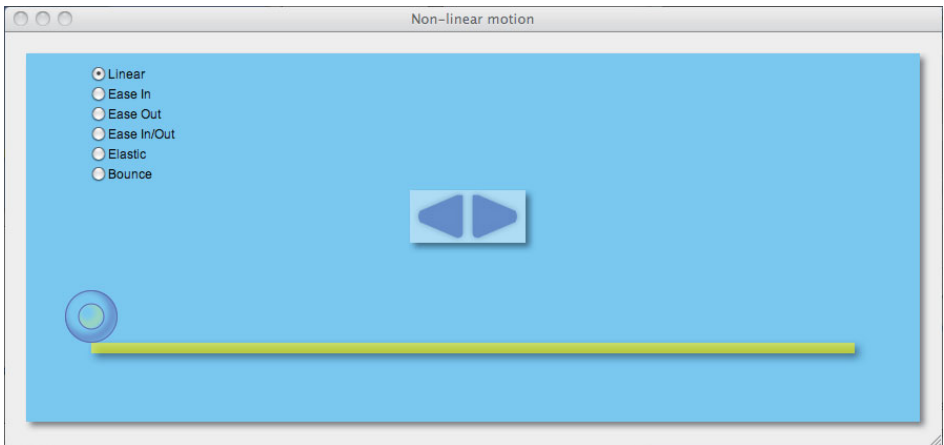 Non-linear motion
Linear
Ease In
Ease Out
Ease In/Out
Elastic
Bounce